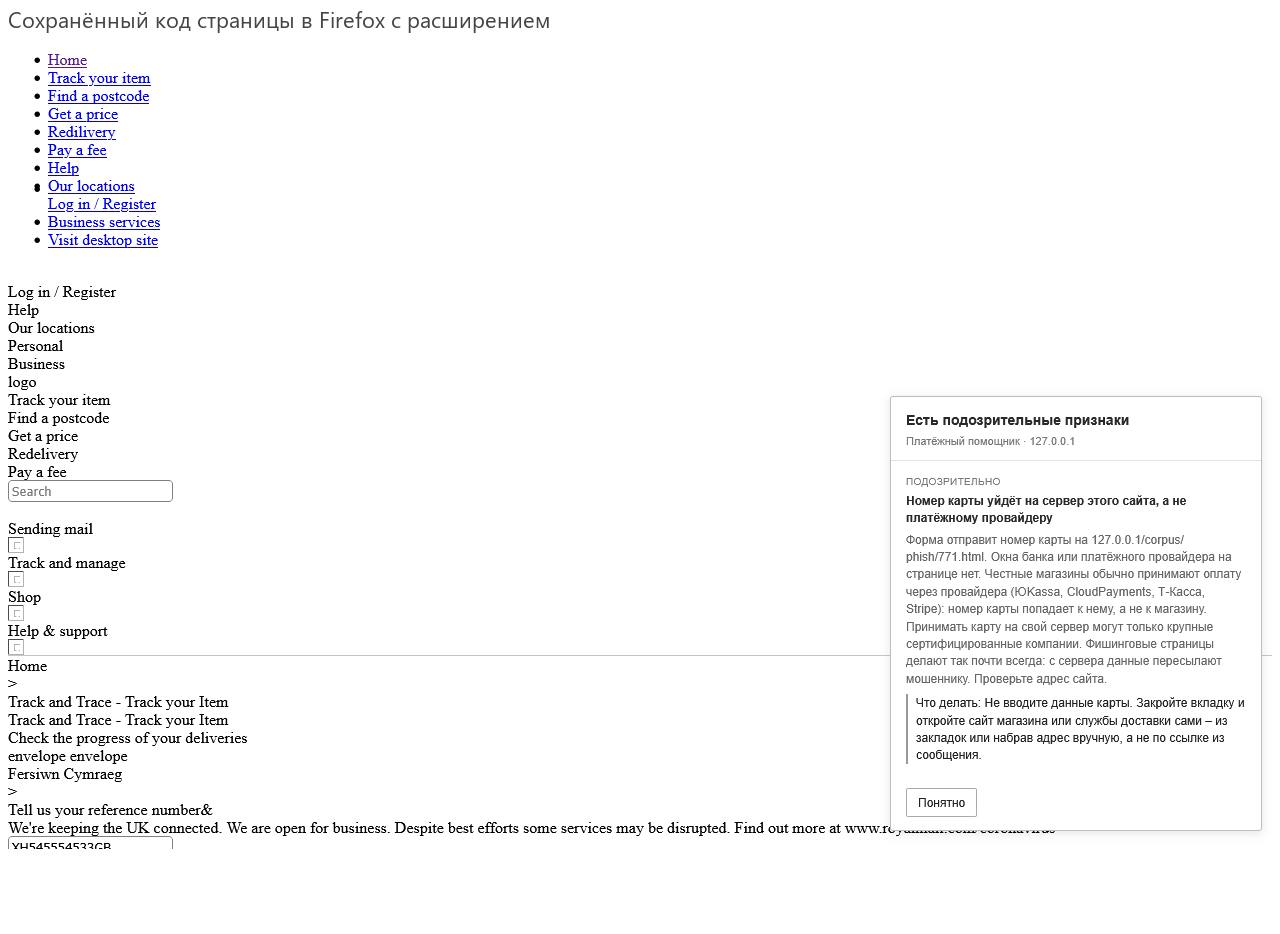 Сохранённый код страницы в Firefox с расширением
Home
Track your item
Find a postcode
Get a price
Redilivery
Pay a fee
Help
Our locations
Log in / Register
Business services
Visit desktop site
Log in / Register
Help
Our locations
Personal
Business
logo
Track your item
Find a postcode
Get a price
Redelivery
Pay a fee
Search
Sending mail
Track and manage
Shop
Help & support
Home
>
Track and Trace - Track your Item
Track and Trace - Track your Item
Check the progress of your deliveries
envelope envelope
Fersiwn Cymraeg
>
Tell us your reference number&
We're keeping the UK connected. We are open for business. Despite best efforts some services may be disrupted. Find out more at www.royalmail.com/coronavirus
XH545554533GB
Есть подозрительные признаки
Платёжный помощник · 127.0.0.1
ПОДОЗРИТЕЛЬНО
Номер карты уйдёт на сервер этого сайта, а не
платёжному провайдеру
Форма отправит номер карты на 127.0.0.1/corpus/
phish/771.html. Окна банка или платёжного провайдера на
странице нет. Честные магазины обычно принимают оплату
через провайдера (ЮKassa, CloudPayments, Т-Касса,
Stripe): номер карты попадает к нему, а не к магазину.
Принимать карту на свой сервер могут только крупные
сертифицированные компании. Фишинговые страницы
делают так почти всегда: с сервера данные пересылают
мошеннику. Проверьте адрес сайта.
Что делать: Не вводите данные карты. Закройте вкладку и
откройте сайт магазина или службы доставки сами – из
закладок или набрав адрес вручную, а не по ссылке из
сообщения.
Понятно